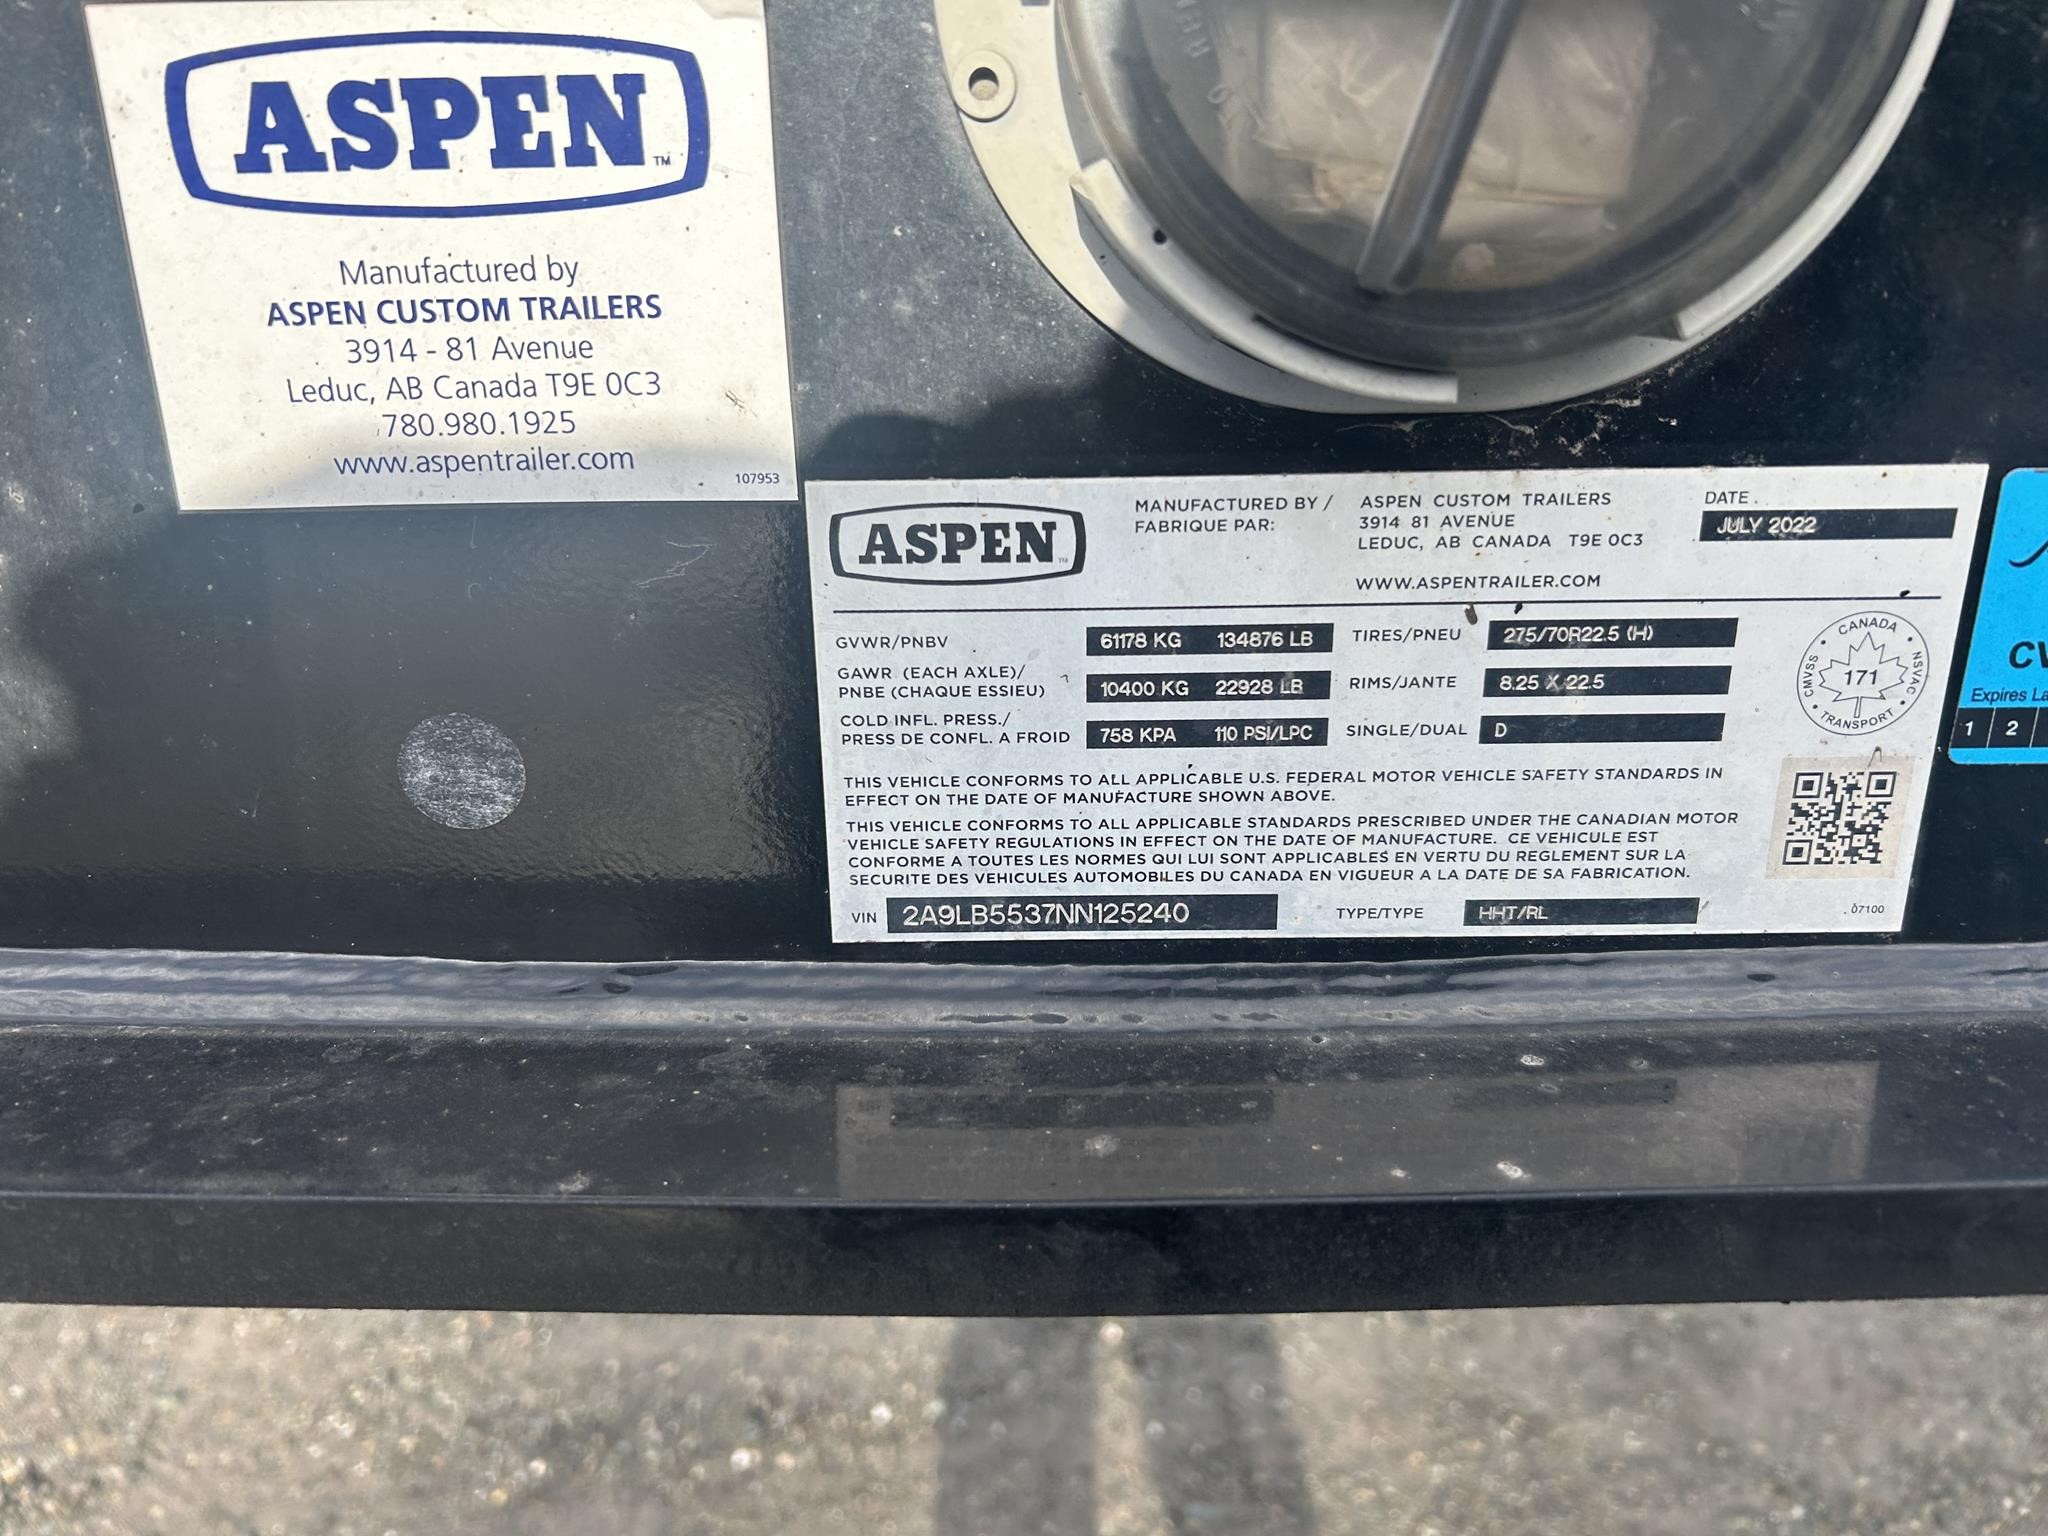 ASPEN™
Manufactured by
ASPEN CUSTOM TRAILERS
3914 - 81 Avenue
Leduc, AB Canada T9E 0C3
780.980.1925
www.aspentrailer.com
107953
ASPEN™
MANUFACTURED BY /
FABRIQUE PAR:
ASPEN CUSTOM TRAILERS
3914 81 AVENUE
LEDUC, AB CANADA T9E 0C3
WWW.ASPENTRAILER.COM
DATE
JULY 2022
GVWR/PNBV 61178 KG 134876 LB TIRES/PNEU 275/70R22.5 (H)
GAWR (EACH AXLE)/
PNBE (CHAQUE ESSIEU) 10400 KG 22928 LB RIMS/JANTE 8.25 X 22.5
COLD INFL. PRESS./
PRESS DE CONFL. A FROID 758 KPA 110 PSI/LPC SINGLE/DUAL D
CANADA
CMVSS 171 NSVAC
TRANSPORT
THIS VEHICLE CONFORMS TO ALL APPLICABLE U.S. FEDERAL MOTOR VEHICLE SAFETY STANDARDS IN
EFFECT ON THE DATE OF MANUFACTURE SHOWN ABOVE.
THIS VEHICLE CONFORMS TO ALL APPLICABLE STANDARDS PRESCRIBED UNDER THE CANADIAN MOTOR
VEHICLE SAFETY REGULATIONS IN EFFECT ON THE DATE OF MANUFACTURE. CE VEHICULE EST
CONFORME A TOUTES LES NORMES QUI LUI SONT APPLICABLES EN VERTU DU REGLEMENT SUR LA
SECURITE DES VEHICULES AUTOMOBILES DU CANADA EN VIGUEUR A LA DATE DE SA FABRICATION.
VIN 2A9LB5537NN125240 TYPE/TYPE HHT/RL
07100
CV
Expires La
1 2